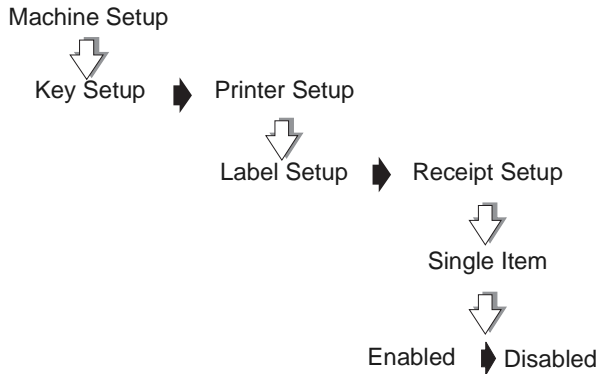 Machine Setup
Key Setup Printer Setup
Label Setup Receipt Setup
Single Item
Enabled Disabled